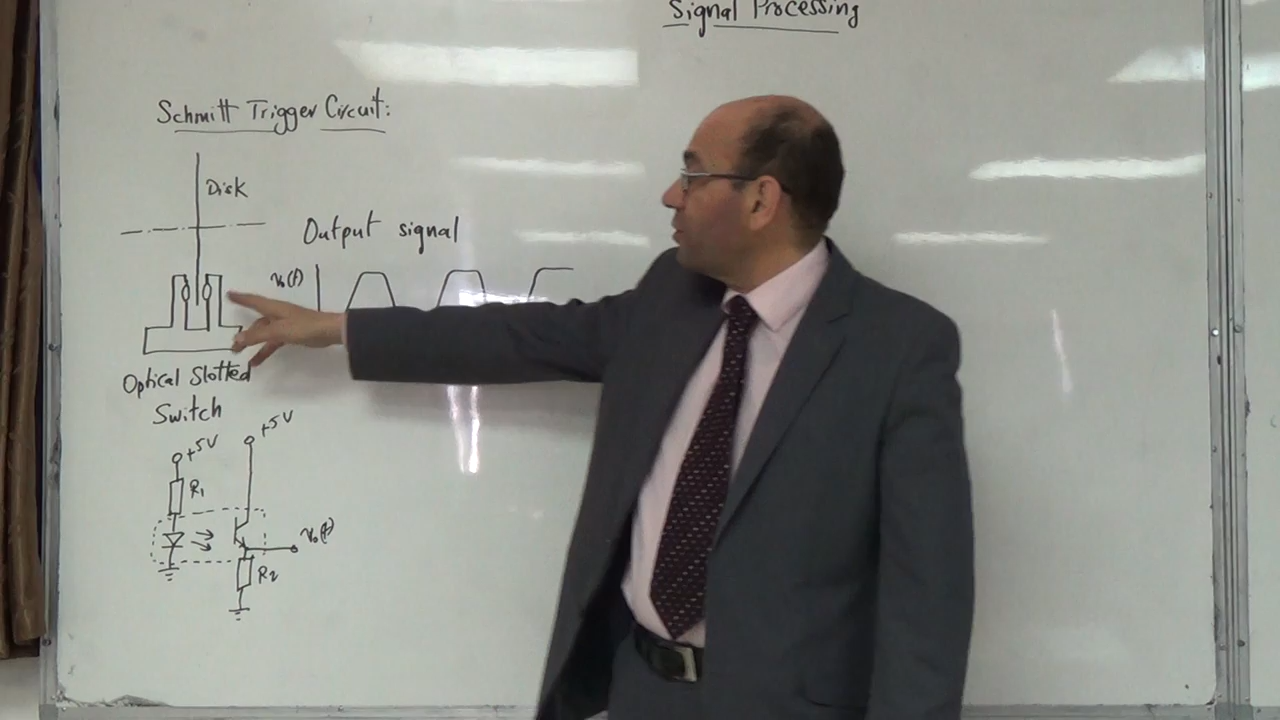 Signal Processing
Schmitt Trigger Circuit:
Disk
Output signal
v₀(t)
Optical Slotted
Switch
+5V
+5V
R₁
v₀(t)
R₂